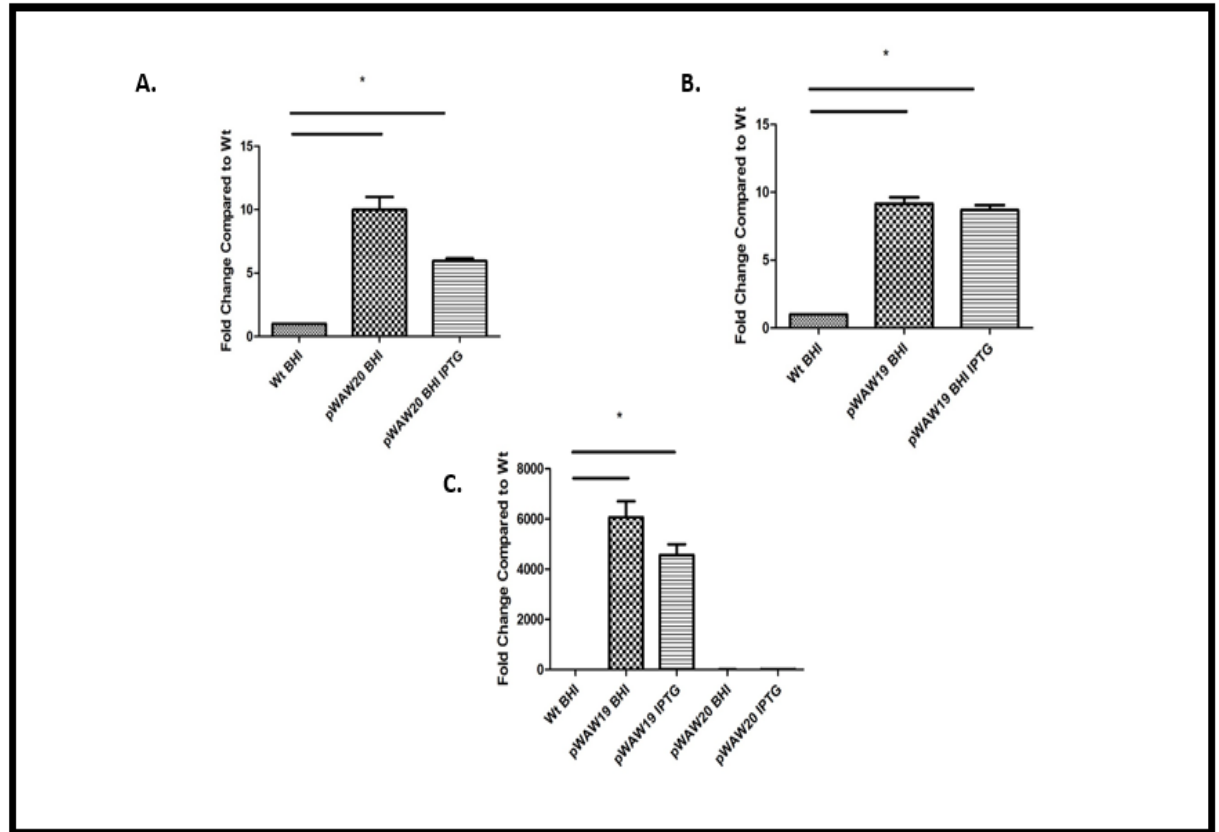 A.
*
Fold Change Compared to Wt
15
10
5
0
Wt BHI
pWAW20 BHI
pWAW20 BHI IPTG
B.
*
Fold Change Compared to Wt
15
10
5
0
Wt BHI
pWAW19 BHI
pWAW19 BHI IPTG
C.
*
Fold Change Compared to Wt
8000
6000
4000
2000
0
Wt BHI
pWAW19 BHI
pWAW19 IPTG
pWAW20 BHI
pWAW20 IPTG